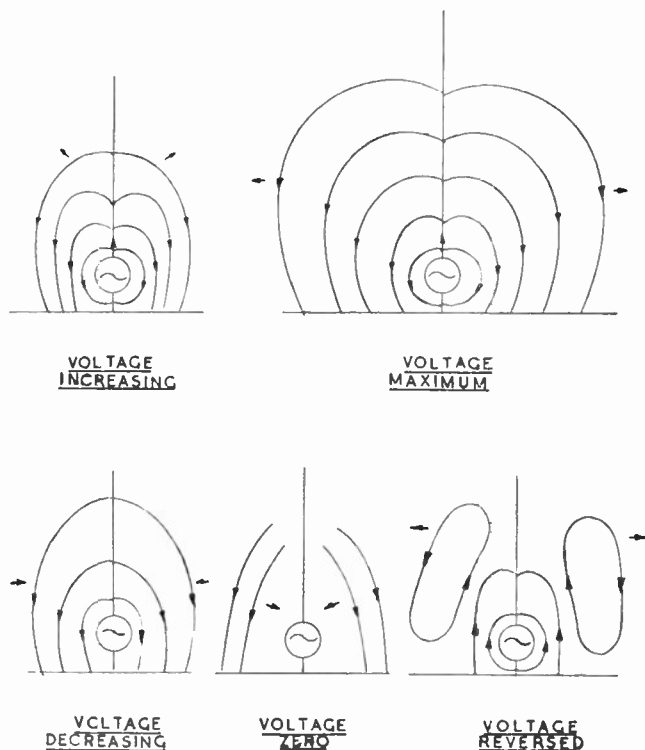 VOLTAGE
INCREASING
VOLTAGE
MAXIMUM
VOLTAGE
DECREASING
VOLTAGE
ZERO
VOLTAGE
REVERSED